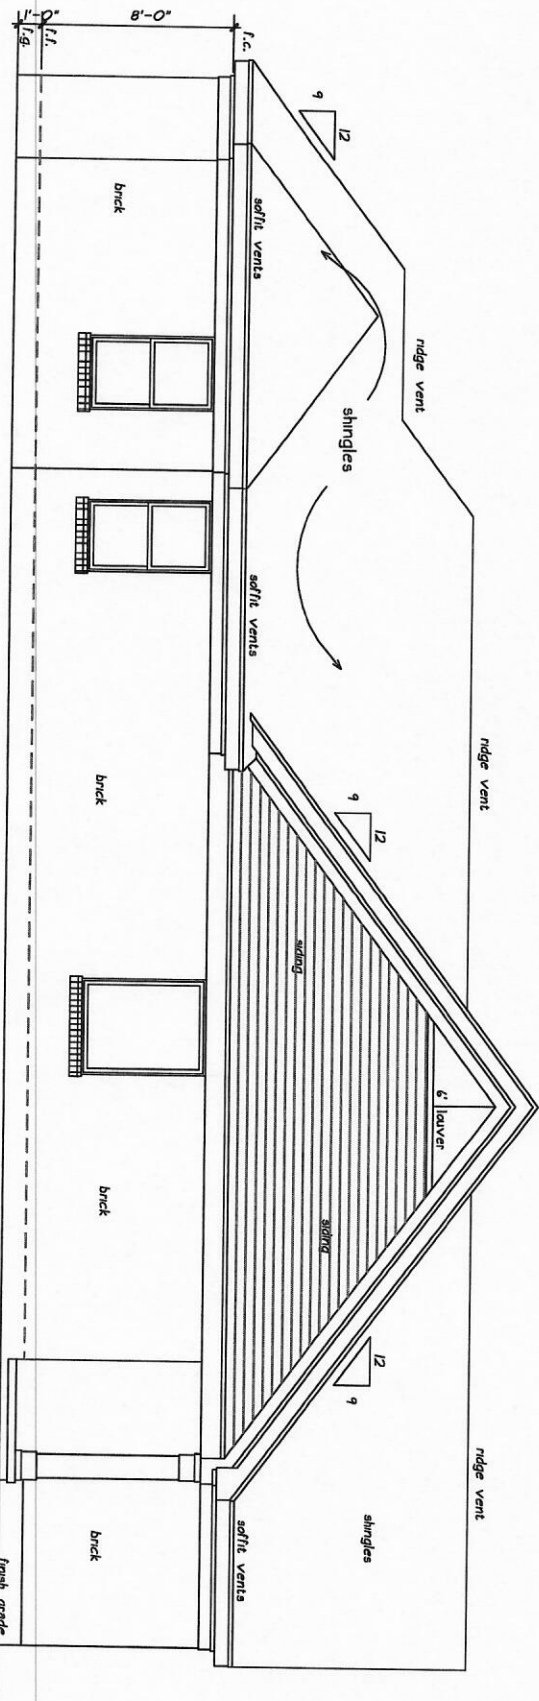 ridge vent
ridge vent
ridge vent
12
9
shingles
6' louver
12
9
12
9
siding
siding
shingles
soffit vents
soffit vents
soffit vents
f.c.
8'-0"
brick
brick
brick
brick
f.f.
1'-0"
f.g.
finish grade